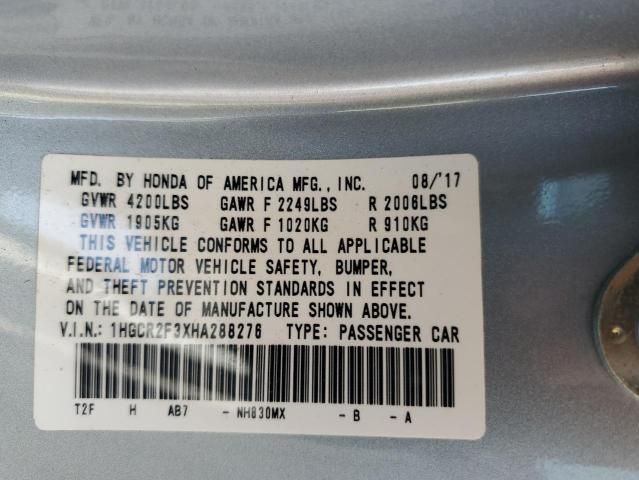 MFD. BY HONDA OF AMERICA MFG., INC. 08/'17
GVWR 4200LBS GAWR F 2249LBS R 2006LBS
GVWR 1905KG GAWR F 1020KG R 910KG
THIS VEHICLE CONFORMS TO ALL APPLICABLE
FEDERAL MOTOR VEHICLE SAFETY, BUMPER,
AND THEFT PREVENTION STANDARDS IN EFFECT
ON THE DATE OF MANUFACTURE SHOWN ABOVE.
V.I.N.: 1HGCR2F3XHA288276 TYPE: PASSENGER CAR
T2F H AB7 - NH830MX - B - A